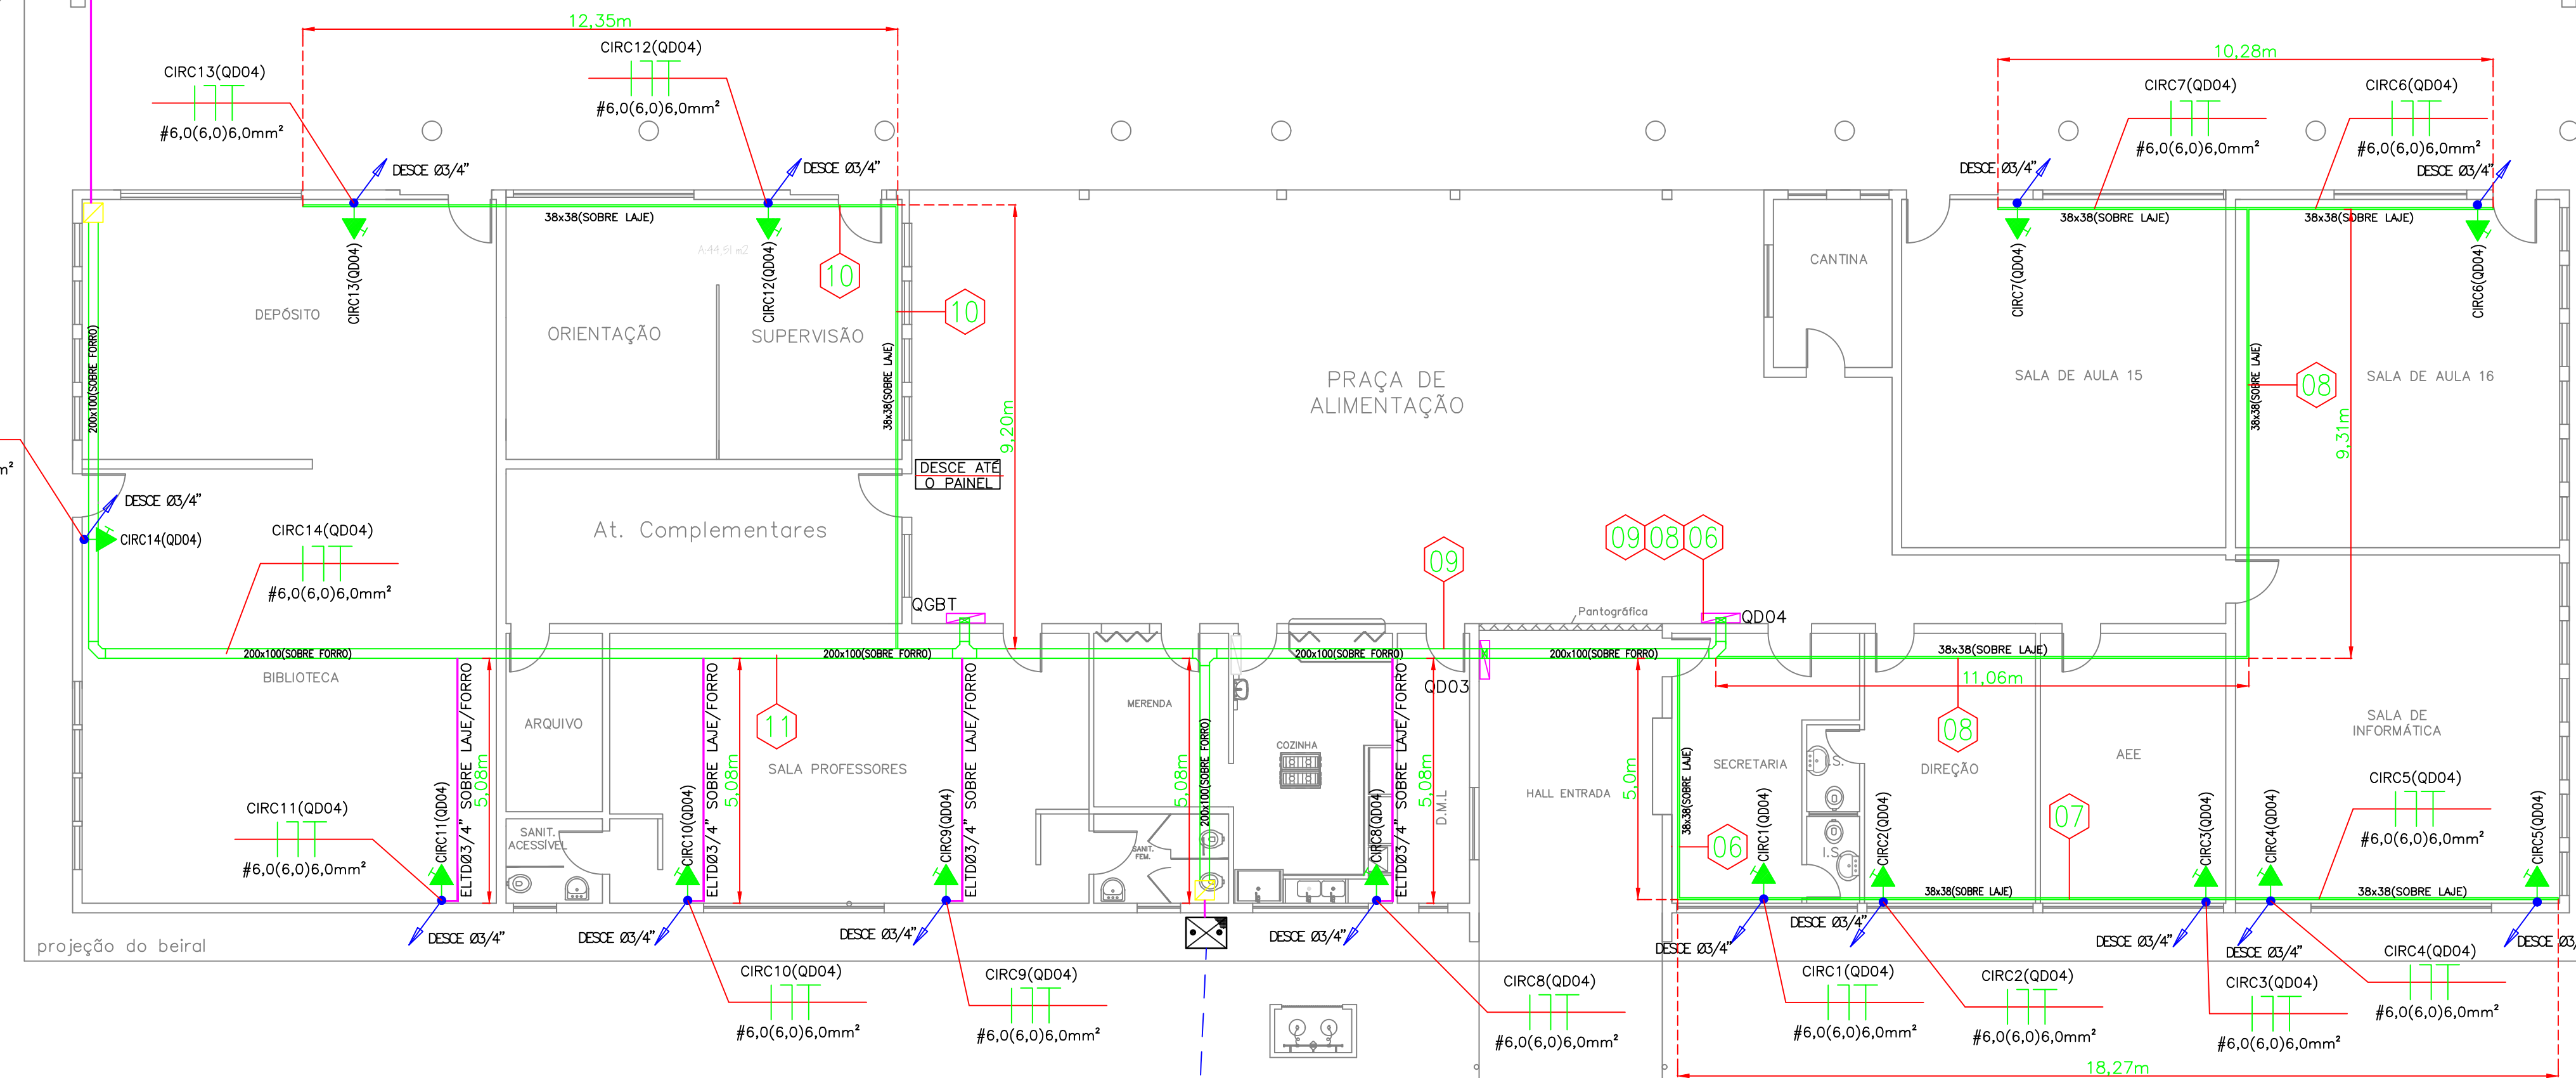 12,35m
10,28m
CIRC13(QD04)
#6,0(6,0)6,0mm²
CIRC12(QD04)
#6,0(6,0)6,0mm²
CIRC7(QD04)
#6,0(6,0)6,0mm²
CIRC6(QD04)
#6,0(6,0)6,0mm²
DESCE Ø3/4"
DESCE Ø3/4"
DESCE Ø3/4"
DESCE Ø3/4"
38x38(SOBRE LAJE)
38x38(SOBRE LAJE)
38x38(SOBRE LAJE)
CIRC13(QD04)
CIRC12(QD04)
CIRC7(QD04)
CIRC6(QD04)
A:44,51 m2
10
10
CANTINA
DEPÓSITO
ORIENTAÇÃO
SUPERVISÃO
200x100(SOBRE FORRO)
38x38(SOBRE LAJE)
9,20m
PRAÇA DE
ALIMENTAÇÃO
SALA DE AULA 15
38x38(SOBRE LAJE)
08
SALA DE AULA 16
9,31m
m²
DESCE ATÉ
O PAINEL
DESCE Ø3/4"
CIRC14(QD04)
CIRC14(QD04)
#6,0(6,0)6,0mm²
At. Complementares
09
09
08
06
QGBT
Pantográfica
QD04
200x100(SOBRE FORRO)
200x100(SOBRE FORRO)
200x100(SOBRE FORRO)
200x100(SOBRE FORRO)
38x38(SOBRE LAJE)
11,06m
QD03
BIBLIOTECA
ELTDØ3/4" SOBRE LAJE/FORRO
5,08m
ARQUIVO
ELTDØ3/4" SOBRE LAJE/FORRO
5,08m
11
SALA PROFESSORES
ELTDØ3/4" SOBRE LAJE/FORRO
MERENDA
5,08m
200x100(SOBRE FORRO)
COZINHA
ELTDØ3/4" SOBRE LAJE/FORRO
5,08m
D.M.L
HALL ENTRADA
5,0m
38x38(SOBRE LAJE)
06
SECRETARIA
I.S.
I.S.
DIREÇÃO
08
AEE
07
SALA DE
INFORMÁTICA
CIRC5(QD04)
#6,0(6,0)6,0mm²
CIRC11(QD04)
#6,0(6,0)6,0mm²
CIRC11(QD04)
SANIT.
ACESSÍVEL
CIRC10(QD04)
CIRC9(QD04)
SANIT.
FEM.
CIRC8(QD04)
CIRC1(QD04)
CIRC2(QD04)
CIRC3(QD04)
CIRC4(QD04)
CIRC5(QD04)
38x38(SOBRE LAJE)
38x38(SOBRE LAJE)
projeção do beiral
DESCE Ø3/4"
DESCE Ø3/4"
DESCE Ø3/4"
DESCE Ø3/4"
DESCE Ø3/4"
DESCE Ø3/4"
DESCE Ø3/4"
DESCE Ø3/4"
DESCE Ø3/
CIRC10(QD04)
#6,0(6,0)6,0mm²
CIRC9(QD04)
#6,0(6,0)6,0mm²
CIRC8(QD04)
#6,0(6,0)6,0mm²
CIRC1(QD04)
#6,0(6,0)6,0mm²
CIRC2(QD04)
#6,0(6,0)6,0mm²
CIRC3(QD04)
#6,0(6,0)6,0mm²
CIRC4(QD04)
#6,0(6,0)6,0mm²
18,27m